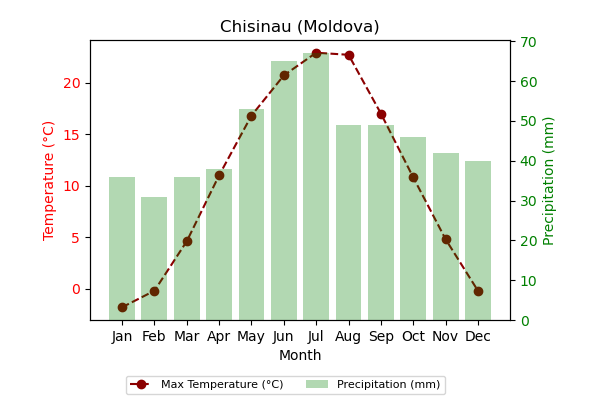 Chisinau (Moldova)
Temperature (°C)
20
15
10
5
0
70
60
50
40
30
20
10
0
Precipitation (mm)
Jan Feb Mar Apr May Jun Jul Aug Sep Oct Nov Dec
Month
Max Temperature (°C) Precipitation (mm)